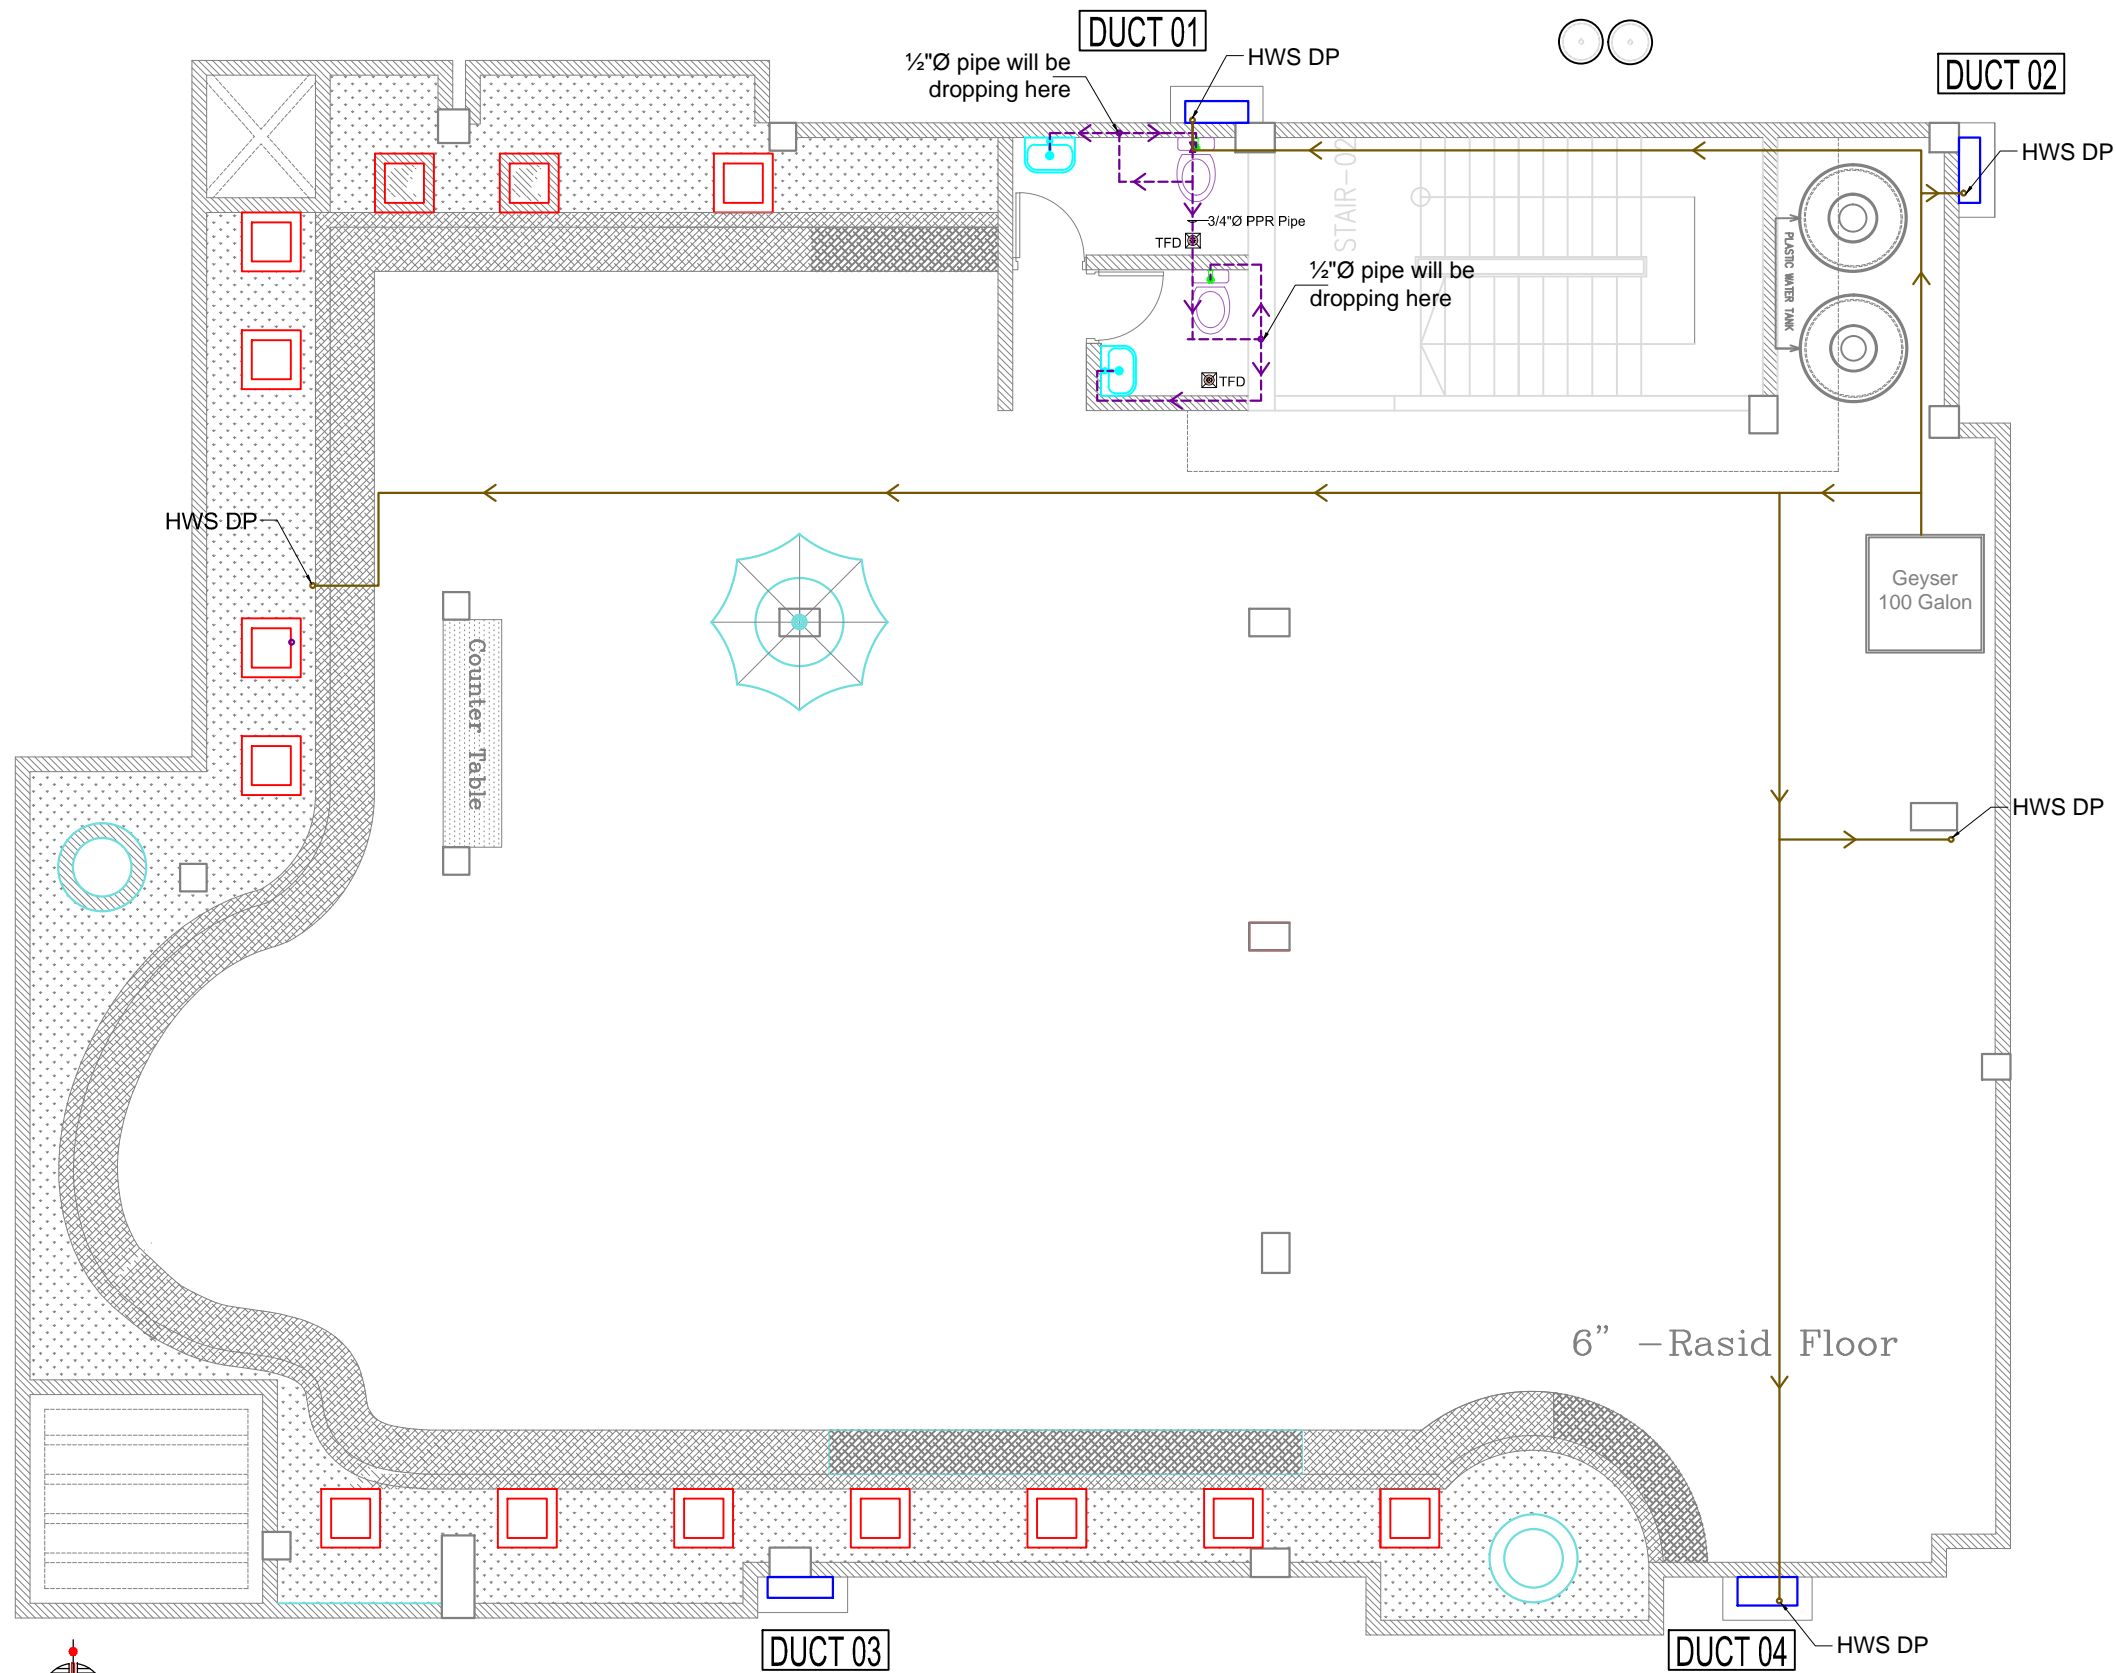 DUCT 01
½"Ø pipe will be
dropping here
HWS DP
DUCT 02
HWS DP
STAIR-02
3/4"Ø PPR Pipe
TFD
PLASTIC WATER TANK
½"Ø pipe will be
dropping here
TFD
HWS DP
Geyser
100 Galon
Counter Table
HWS DP
6” -Rasid Floor
DUCT 03
DUCT 04
HWS DP